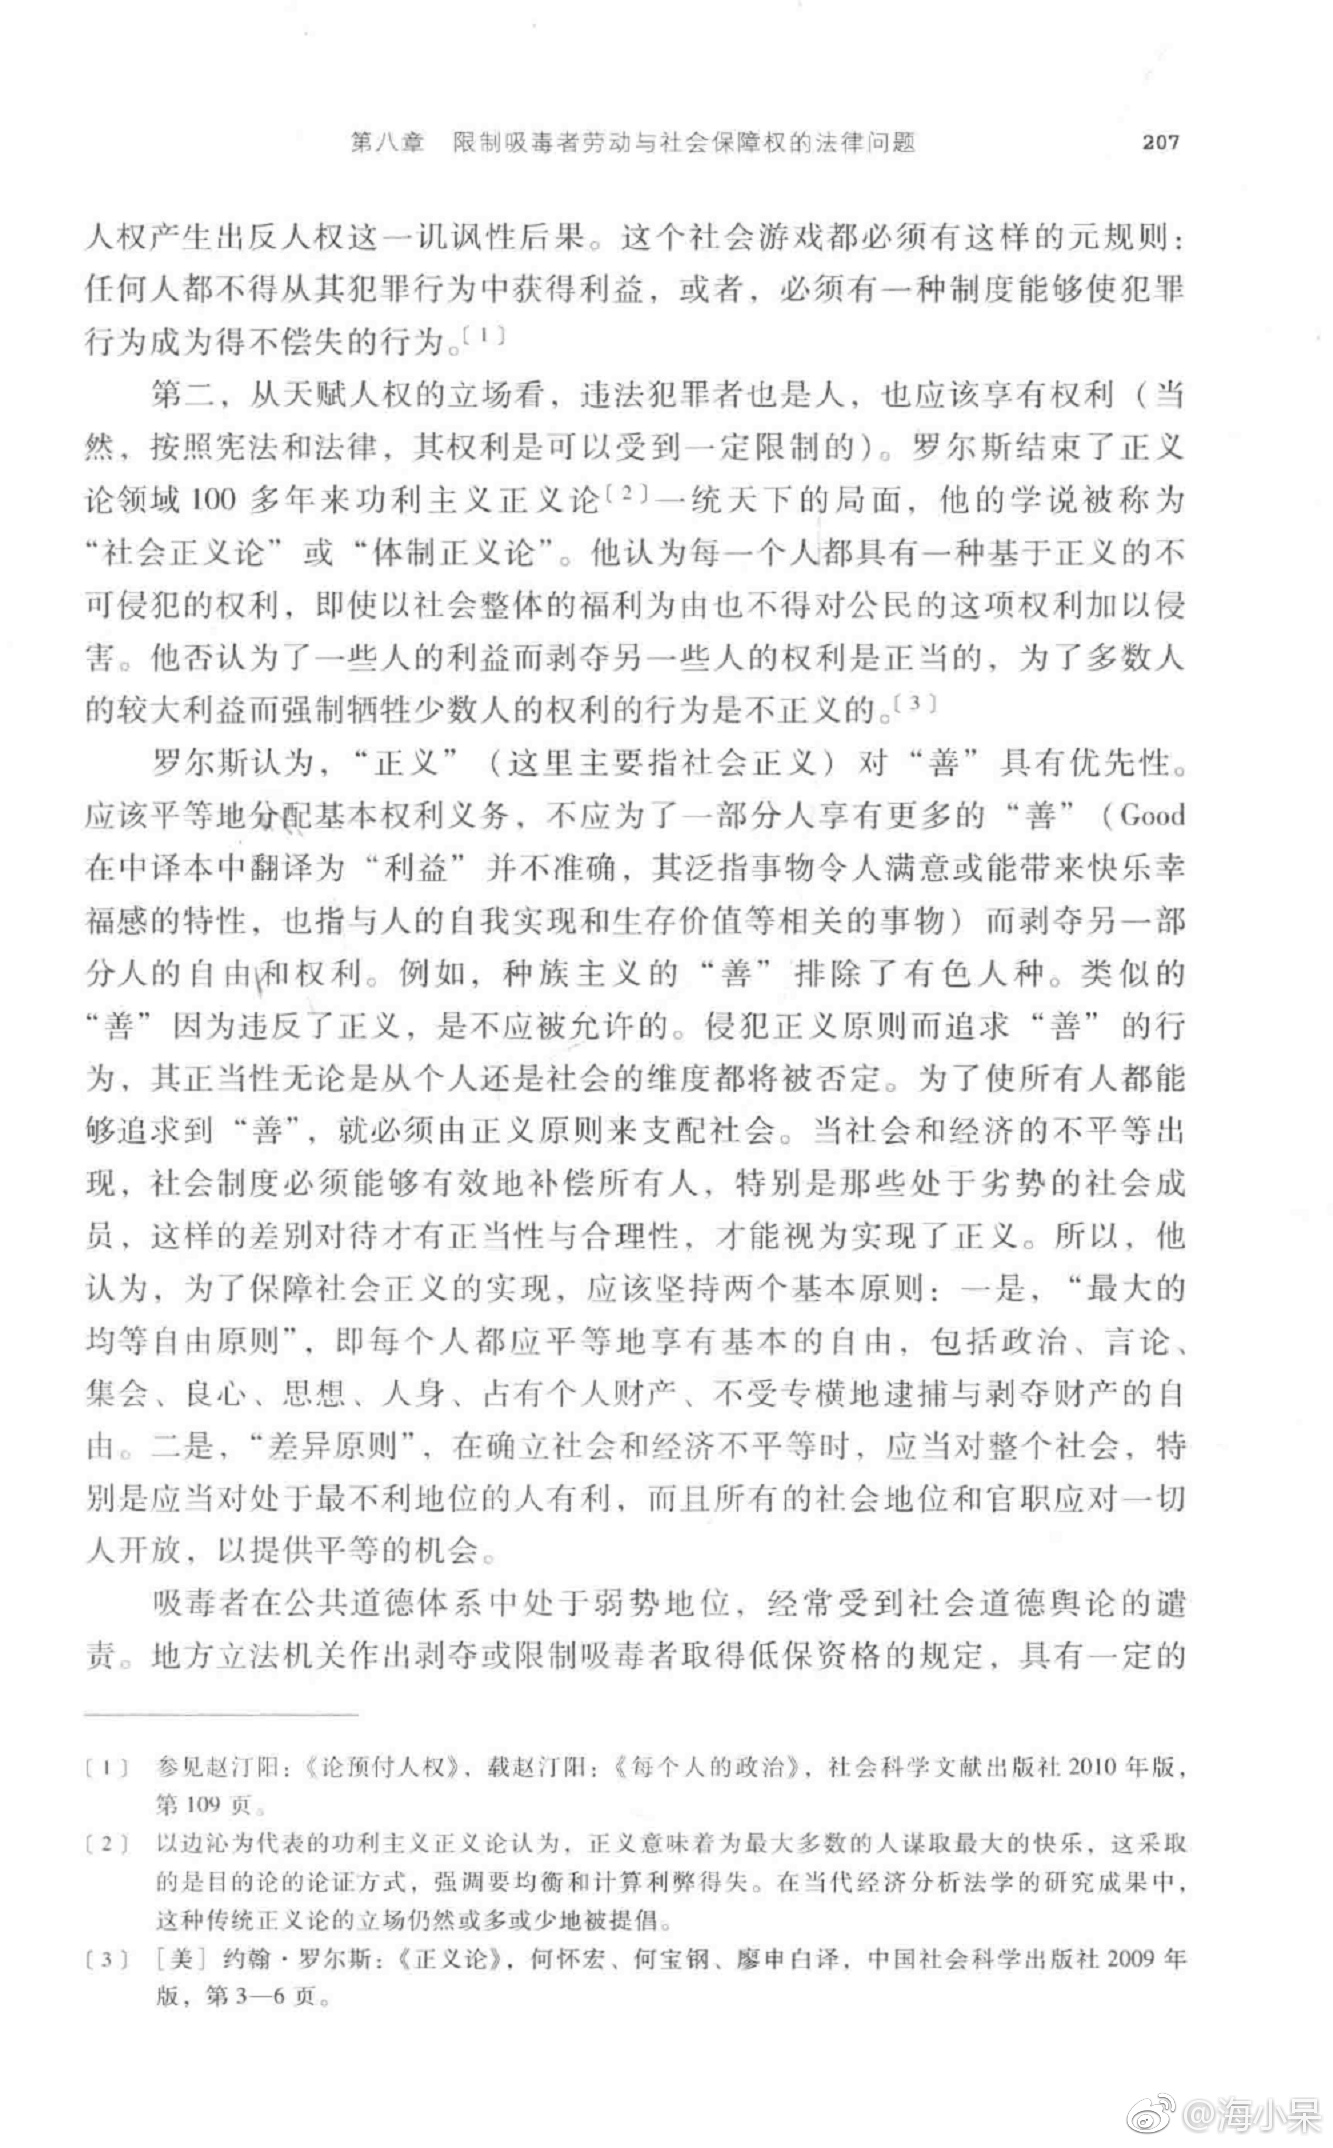 第八章 限制吸毒者劳动与社会保障权的法律问题 207
人权产生出反人权这一讥讽性后果。这个社会游戏都必须有这样的元规则：
任何人都不得从其犯罪行为中获得利益，或者，必须有一种制度能够使犯罪
行为成为得不偿失的行为。〔1〕
第二，从天赋人权的立场看，违法犯罪者也是人，也应该享有权利（当
然，按照宪法和法律，其权利是可以受到一定限制的）。罗尔斯结束了正义
论领域100多年来功利主义正义论〔2〕一统天下的局面，他的学说被称为
“社会正义论”或“体制正义论”。他认为每一个人都具有一种基于正义的不
可侵犯的权利，即使以社会整体的福利为由也不得对公民的这项权利加以侵
害。他否认为了一些人的利益而剥夺另一些人的权利是正当的，为了多数人
的较大利益而强制牺牲少数人的权利的行为是不正义的。〔3〕
罗尔斯认为，“正义”（这里主要指社会正义）对“善”具有优先性。
应该平等地分配基本权利义务，不应为了一部分人享有更多的“善”（Good
在中译本中翻译为“利益”并不准确，其泛指事物令人满意或能带来快乐幸
福感的特性，也指与人的自我实现和生存价值等相关的事物）而剥夺另一部
分人的自由和权利。例如，种族主义的“善”排除了有色人种。类似的
“善”因为违反了正义，是不应被允许的。侵犯正义原则而追求“善”的行
为，其正当性无论是从个人还是社会的维度都将被否定。为了使所有人都能
够追求到“善”，就必须由正义原则来支配社会。当社会和经济的不平等出
现，社会制度必须能够有效地补偿所有人，特别是那些处于劣势的社会成
员，这样的差别对待才有正当性与合理性，才能视为实现了正义。所以，他
认为，为了保障社会正义的实现，应该坚持两个基本原则：一是，“最大的
均等自由原则”，即每个人都应平等地享有基本的自由，包括政治、言论、
集会、良心、思想、人身、占有个人财产、不受专横地逮捕与剥夺财产的自
由。二是，“差异原则”，在确立社会和经济不平等时，应当对整个社会，特
别是应当对处于最不利地位的人有利，而且所有的社会地位和官职应对一切
人开放，以提供平等的机会。
吸毒者在公共道德体系中处于弱势地位，经常受到社会道德舆论的谴
责。地方立法机关作出剥夺或限制吸毒者取得低保资格的规定，具有一定的
〔1〕 参见赵汀阳：《论预付人权》，载赵汀阳：《每个人的政治》，社会科学文献出版社2010年版，
第109页。
〔2〕 以边沁为代表的功利主义正义论认为，正义意味着为最大多数的人谋取最大的快乐，这采取
的是目的论的论证方式，强调要均衡和计算利弊得失。在当代经济分析法学的研究成果中，
这种传统正义论的立场仍然或多或少地被提倡。
〔3〕 ［美］约翰·罗尔斯：《正义论》，何怀宏、何宝钢、廖申白译，中国社会科学出版社2009年
版，第3—6页。
@海小呆